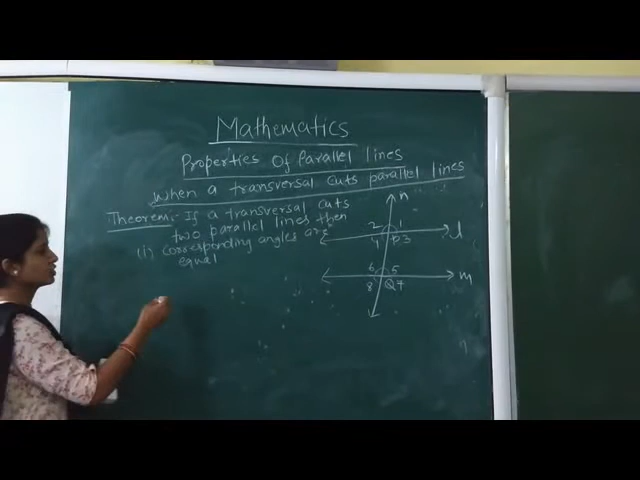 Mathematics
Properties Of Parallel lines
when a transversal cuts parallel lines
Theorem:- If a transversal cuts
two parallel lines then
(i) corresponding angles are
equal
n
2 1
l
4 P 3
6 5
m
8 Q 7